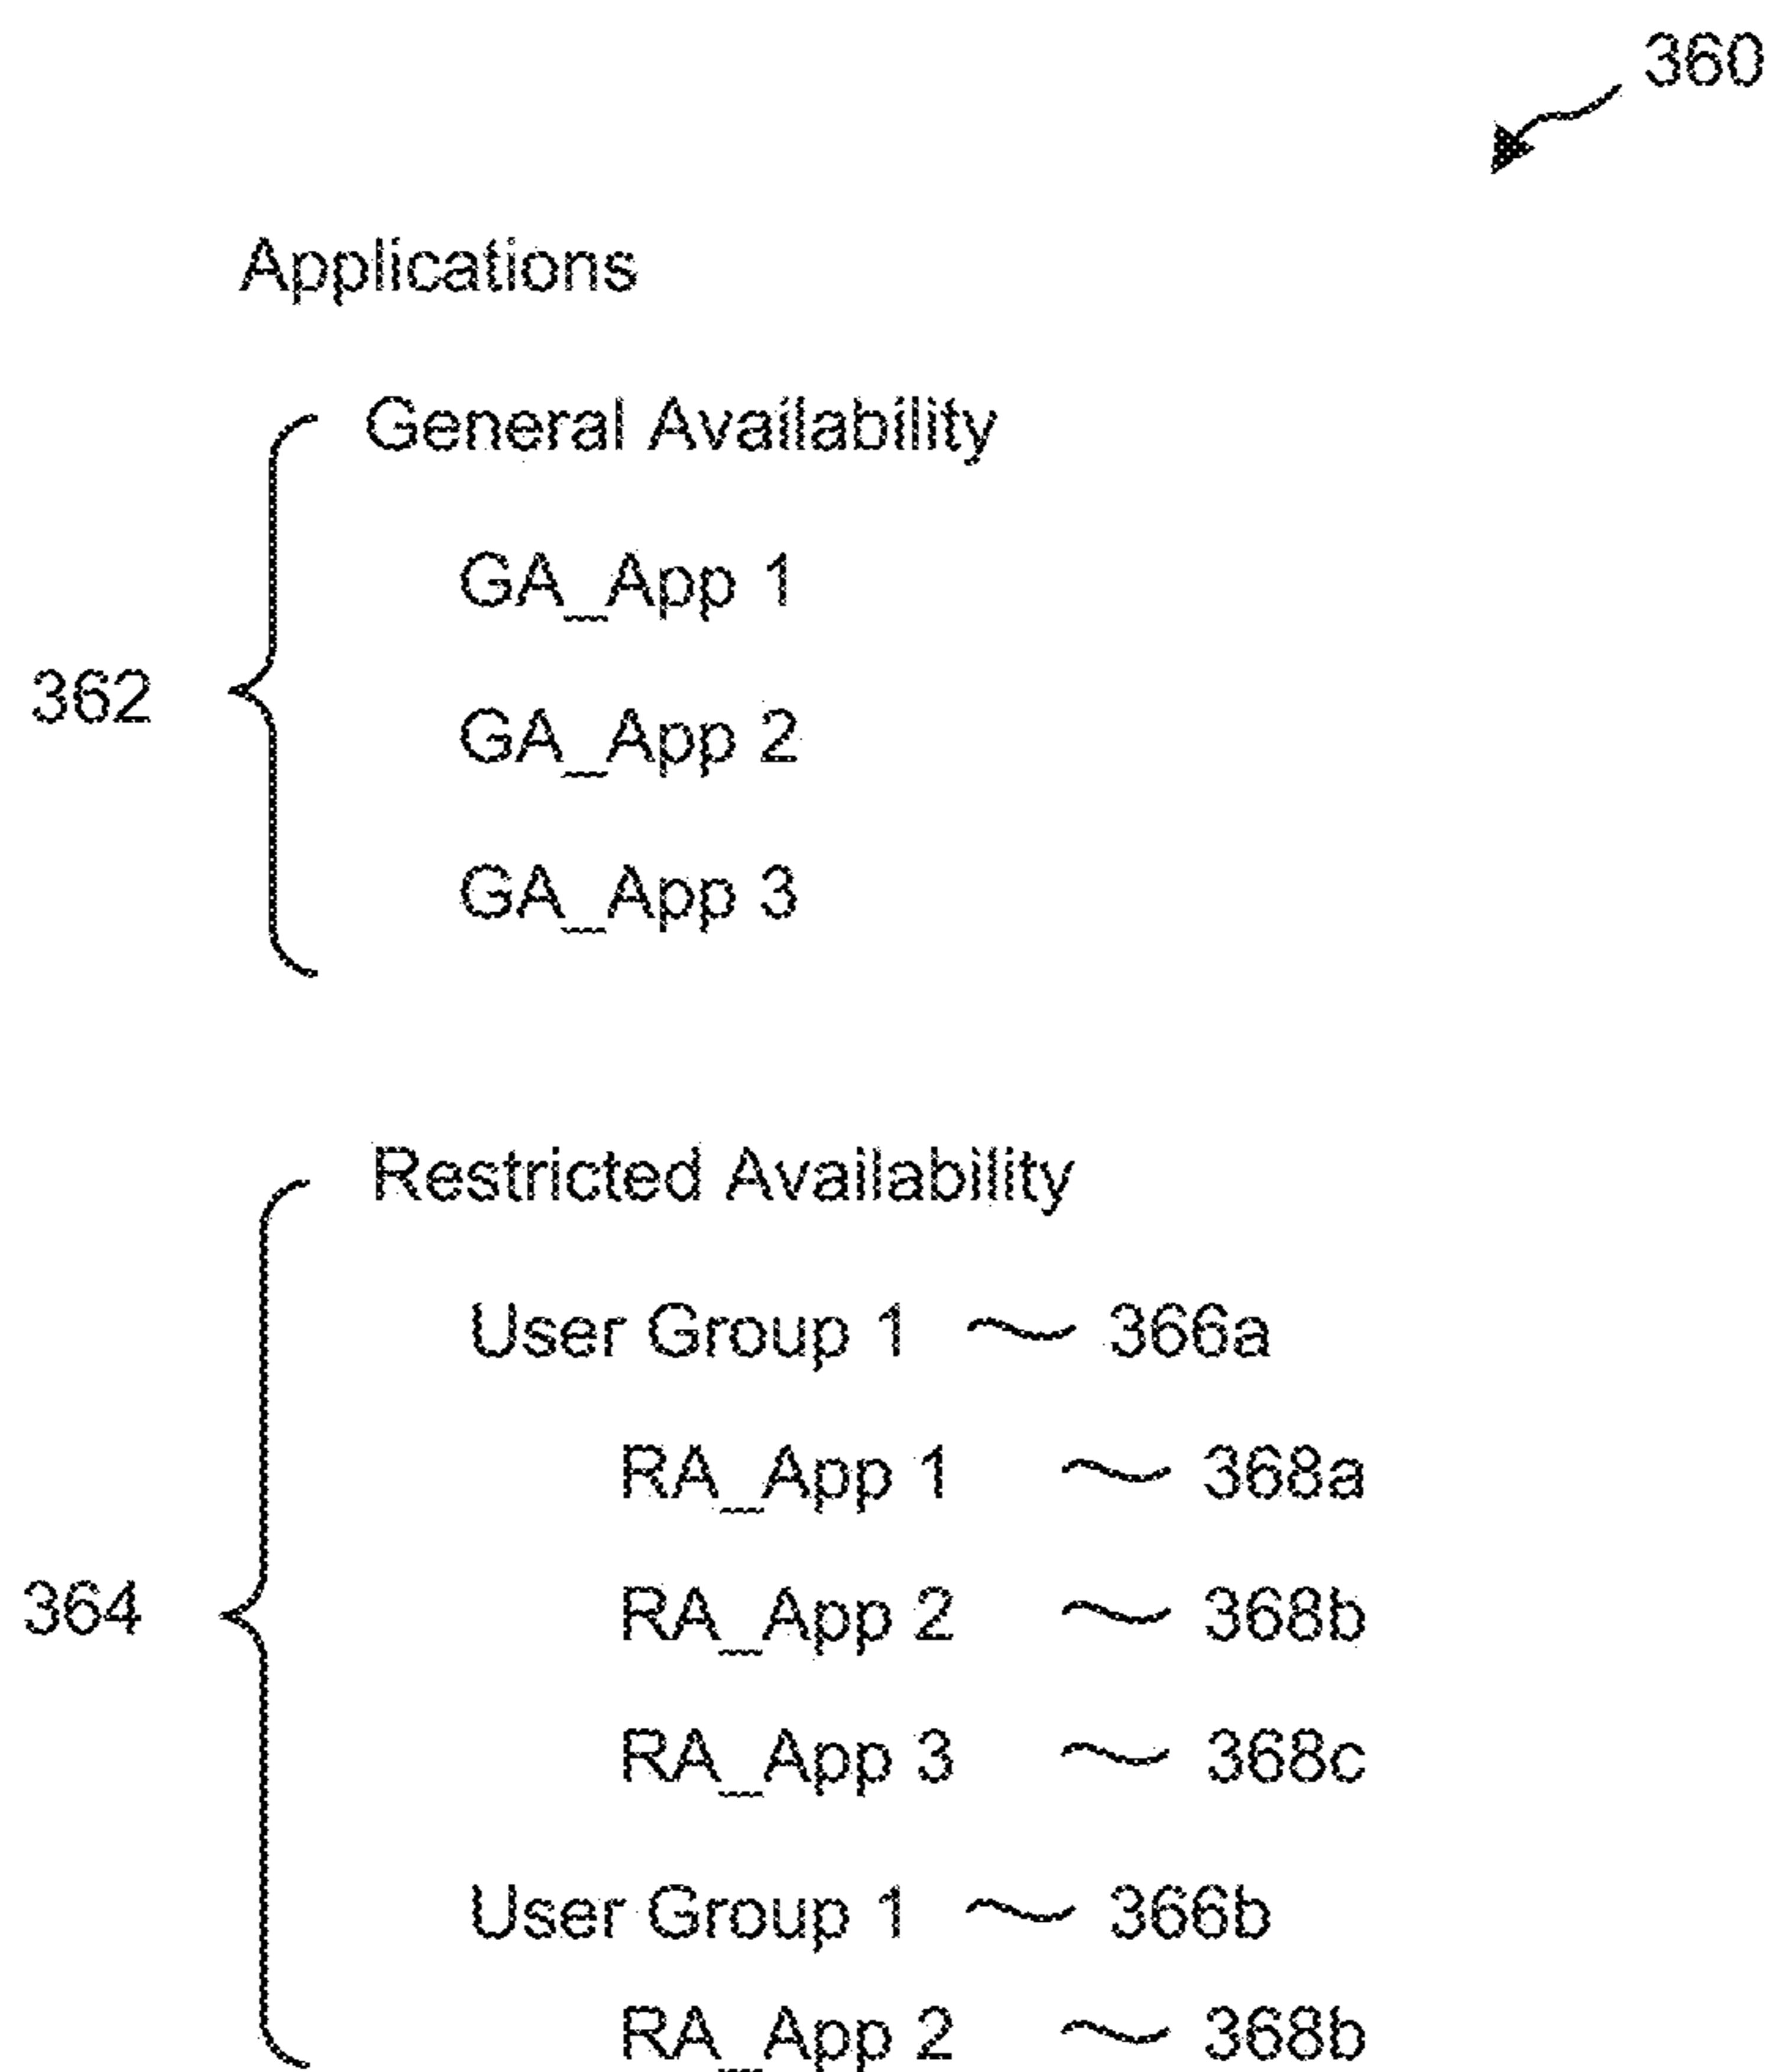 360
Applications
General Availability
GA_App 1
362
GA_App 2
GA_App 3
Restricted Availability
User Group 1 366a
RA_App 1 368a
364
RA_App 2 368b
RA_App 3 368c
User Group 1 366b
RA_App 2 368b